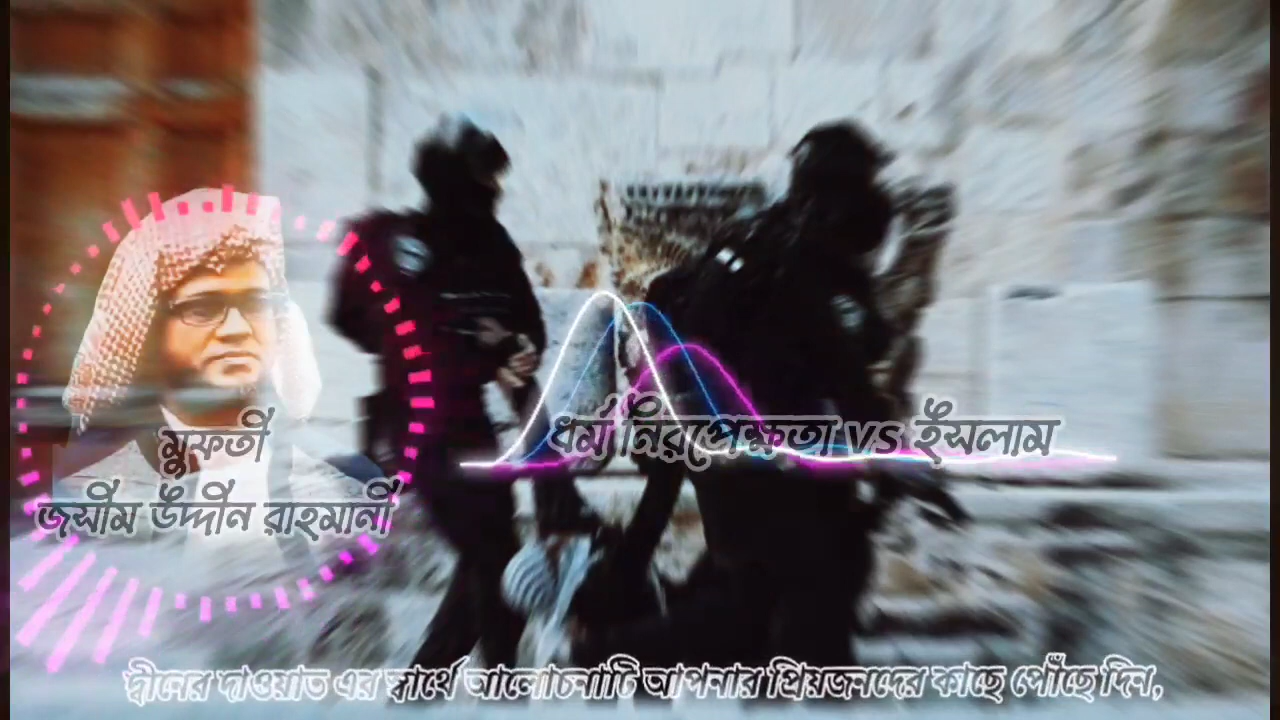 মুফতী
জসীম উদ্দীন রাহমানী
ধর্ম নিরপেক্ষতা vs ইসলাম
দ্বীনের দাওয়াত এর স্বার্থে আলোচনাটি আপনার প্রিয়জনদের কাছে পৌঁছে দিন,